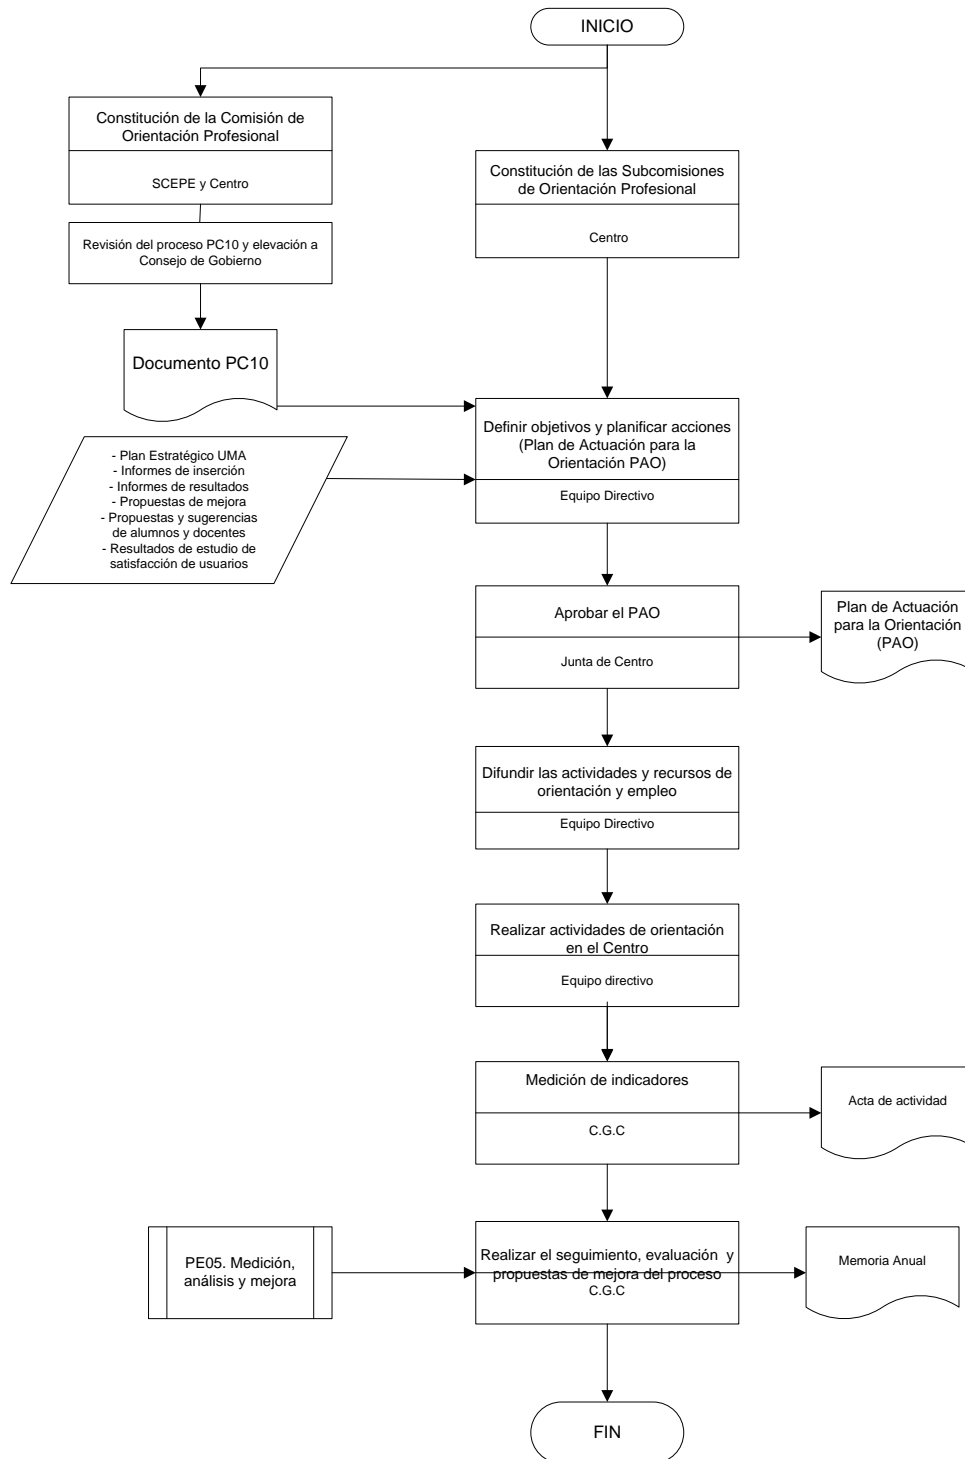 INICIO
Constitución de la Comisión de
Orientación Profesional
SCEPE y Centro
Constitución de las Subcomisiones
de Orientación Profesional
Centro
Revisión del proceso PC10 y elevación a
Consejo de Gobierno
Documento PC10
Definir objetivos y planificar acciones
(Plan de Actuación para la
Orientación PAO)
Equipo Directivo
- Plan Estratégico UMA
- Informes de inserción
- Informes de resultados
- Propuestas de mejora
- Propuestas y sugerencias
de alumnos y docentes
- Resultados de estudio de
satisfacción de usuarios
Aprobar el PAO
Junta de Centro
Plan de Actuación
para la Orientación
(PAO)
Difundir las actividades y recursos de
orientación y empleo
Equipo Directivo
Realizar actividades de orientación
en el Centro
Equipo directivo
Medición de indicadores
C.G.C
Acta de actividad
PE05. Medición,
análisis y mejora
Realizar el seguimiento, evaluación  y
propuestas de mejora del proceso
C.G.C
Memoria Anual
FIN